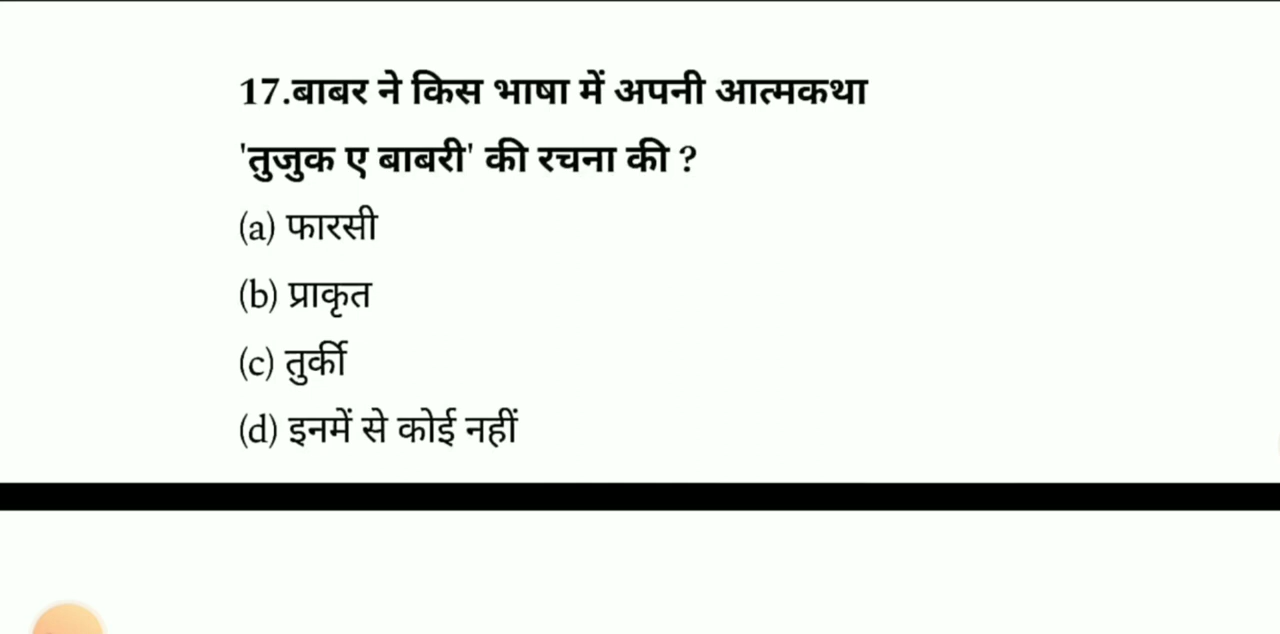 17.बाबर ने किस भाषा में अपनी आत्मकथा
'तुजुक ए बाबरी' की रचना की ?
(a) फारसी
(b) प्राकृत
(c) तुर्की
(d) इनमें से कोई नहीं